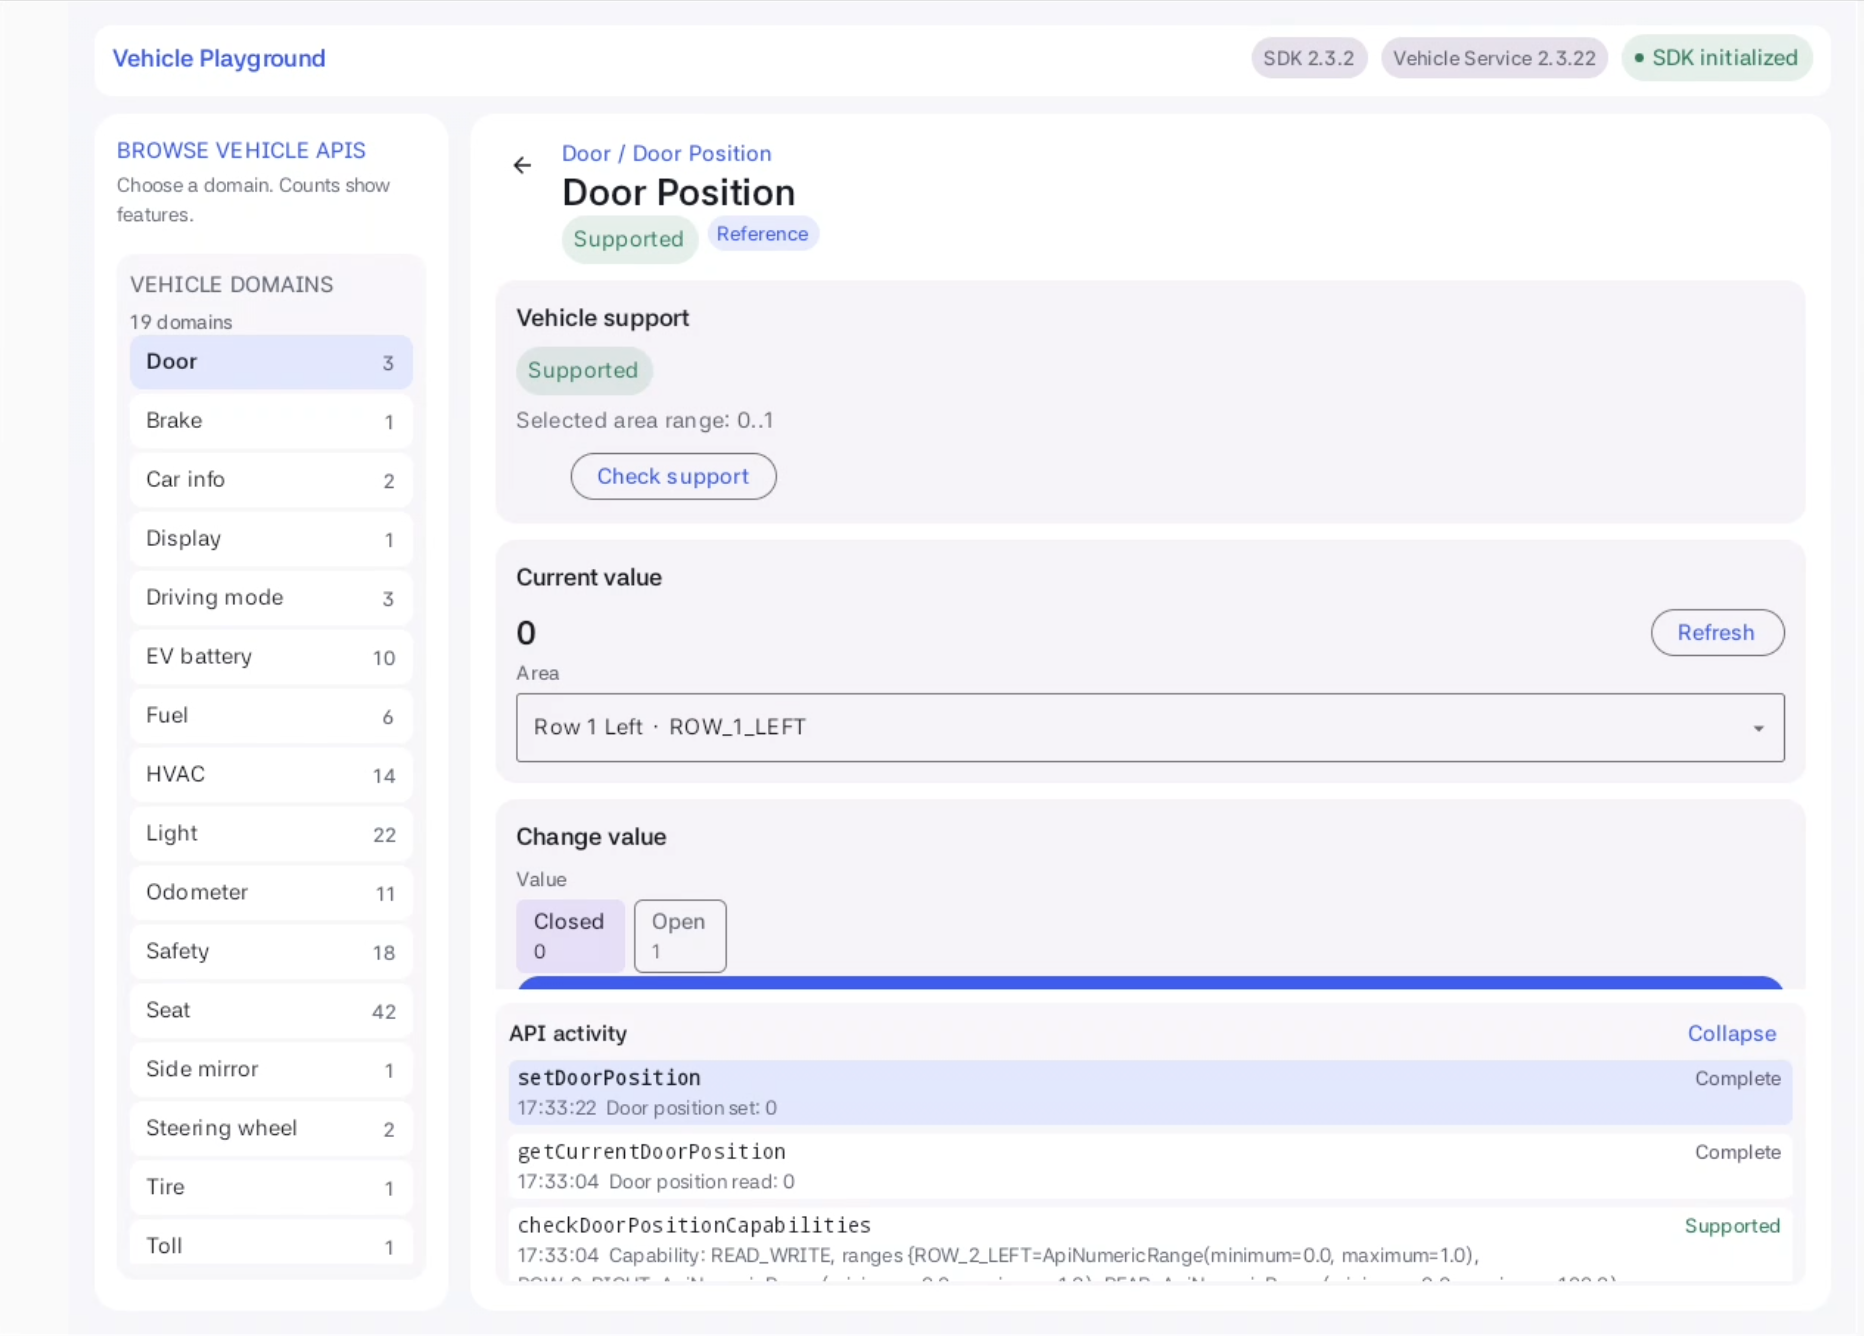 Vehicle Playground
SDK 2.3.2
Vehicle Service 2.3.22
SDK initialized
BROWSE VEHICLE APIS
Choose a domain. Counts show
features.
VEHICLE DOMAINS
19 domains
Door 3
Brake 1
Car info 2
Display 1
Driving mode 3
EV battery 10
Fuel 6
HVAC 14
Light 22
Odometer 11
Safety 18
Seat 42
Side mirror 1
Steering wheel 2
Tire 1
Toll 1
Door / Door Position
Door Position
Supported
Reference
Vehicle support
Supported
Selected area range: 0..1
Check support
Current value
0
Refresh
Area
Row 1 Left · ROW_1_LEFT
Change value
Value
Closed
0
Open
1
API activity
Collapse
setDoorPosition
Complete
17:33:22 Door position set: 0
getCurrentDoorPosition
Complete
17:33:04 Door position read: 0
checkDoorPositionCapabilities
Supported
17:33:04 Capability: READ_WRITE, ranges {ROW_2_LEFT=ApiNumericRange(minimum=0.0, maximum=1.0),